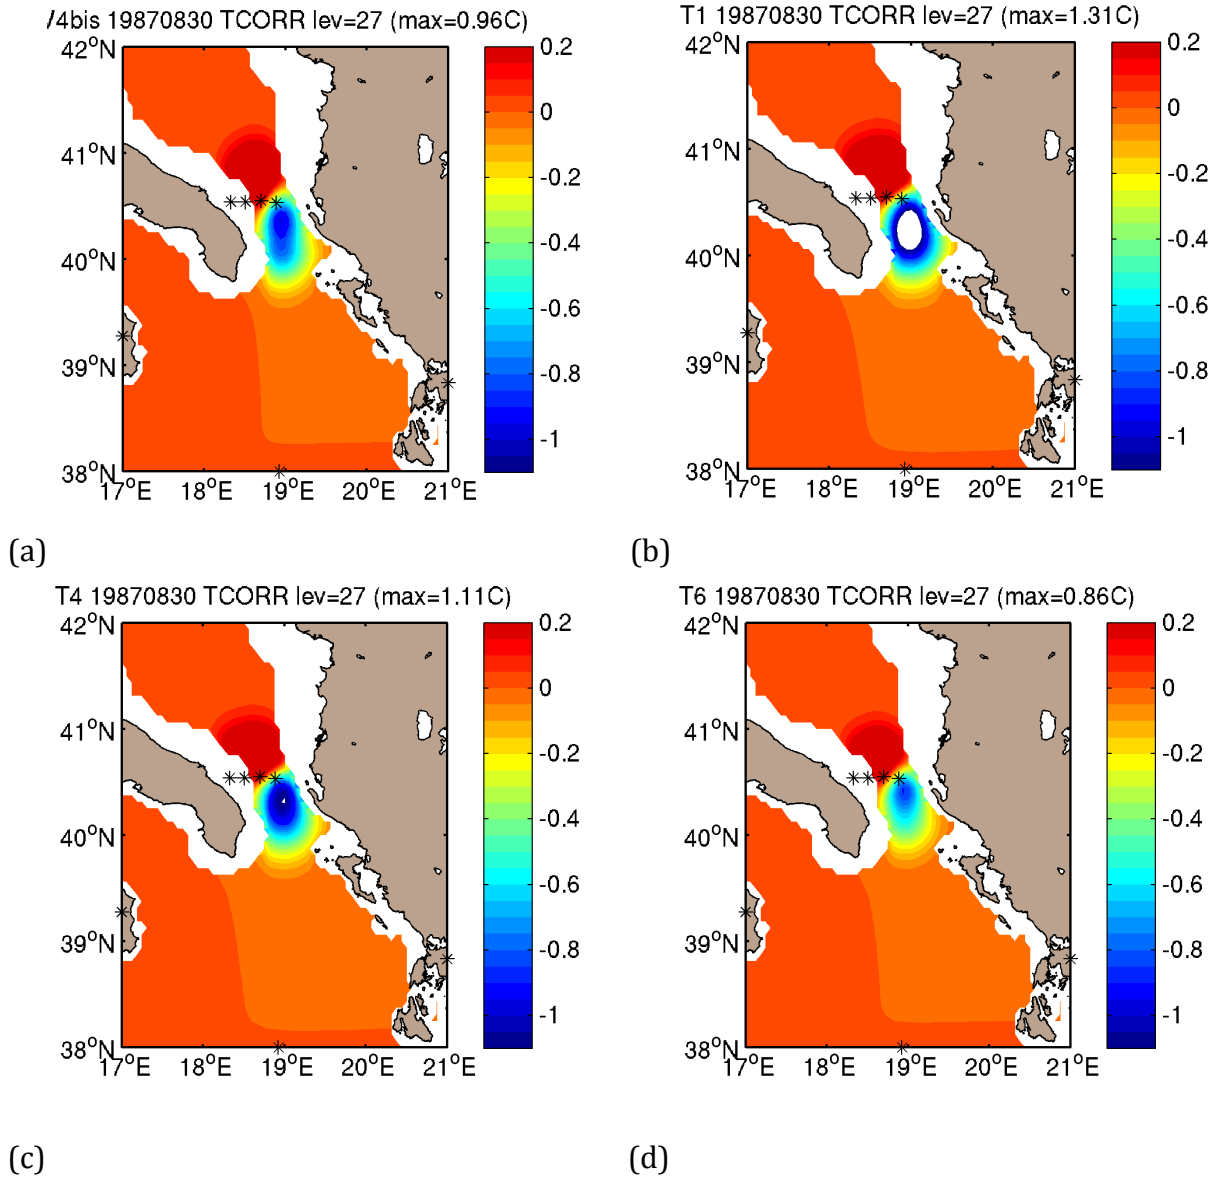 /4bis 19870830 TCORR lev=27 (max=0.96C)
42°N
41°N
40°N
39°N
38°N
17°E 18°E 19°E 20°E 21°E
0.2
0
-0.2
-0.4
-0.6
-0.8
-1
(a)
T1 19870830 TCORR lev=27 (max=1.31C)
42°N
41°N
40°N
39°N
38°N
17°E 18°E 19°E 20°E 21°E
0.2
0
-0.2
-0.4
-0.6
-0.8
-1
(b)
T4 19870830 TCORR lev=27 (max=1.11C)
42°N
41°N
40°N
39°N
38°N
17°E 18°E 19°E 20°E 21°E
0.2
0
-0.2
-0.4
-0.6
-0.8
-1
(c)
T6 19870830 TCORR lev=27 (max=0.86C)
42°N
41°N
40°N
39°N
38°N
17°E 18°E 19°E 20°E 21°E
0.2
0
-0.2
-0.4
-0.6
-0.8
-1
(d)